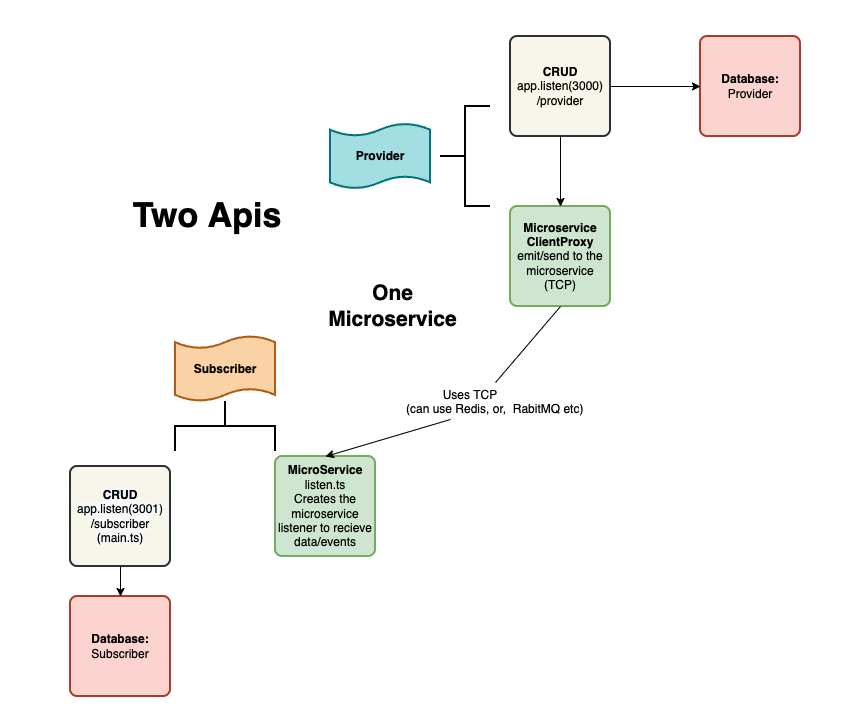 CRUD
app.listen(3000)
/provider
Database:
Provider
Provider
Two Apis
Microservice
ClientProxy
emit/send to the
microservice
(TCP)
One
Microservice
Subscriber
Uses TCP
(can use Redis, or,  RabitMQ etc)
CRUD
app.listen(3001)
/subscriber
(main.ts)
MicroService
listen.ts
Creates the
microservice
listener to recieve
data/events
Database:
Subscriber